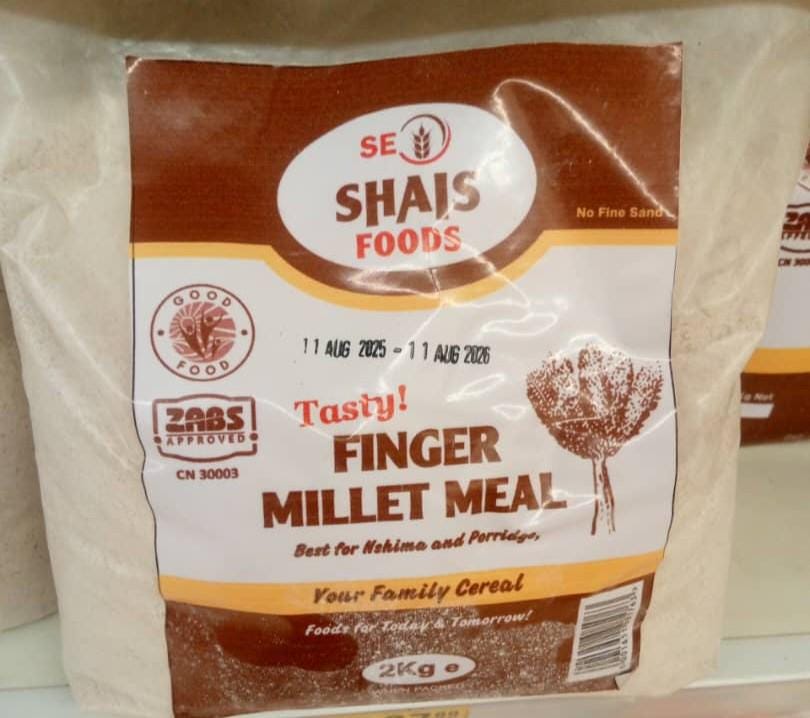 SE
SHAIS
FOODS
No Fine Sand
GOOD
FOOD
11 AUG 2025 - 11 AUG 2026
ZABS
APPROVED
CN 30003
Tasty!
FINGER
MILLET MEAL
Best for Nshima and Porridge,
Your Family Cereal
Foods for Today & Tomorrow!
2Kg e